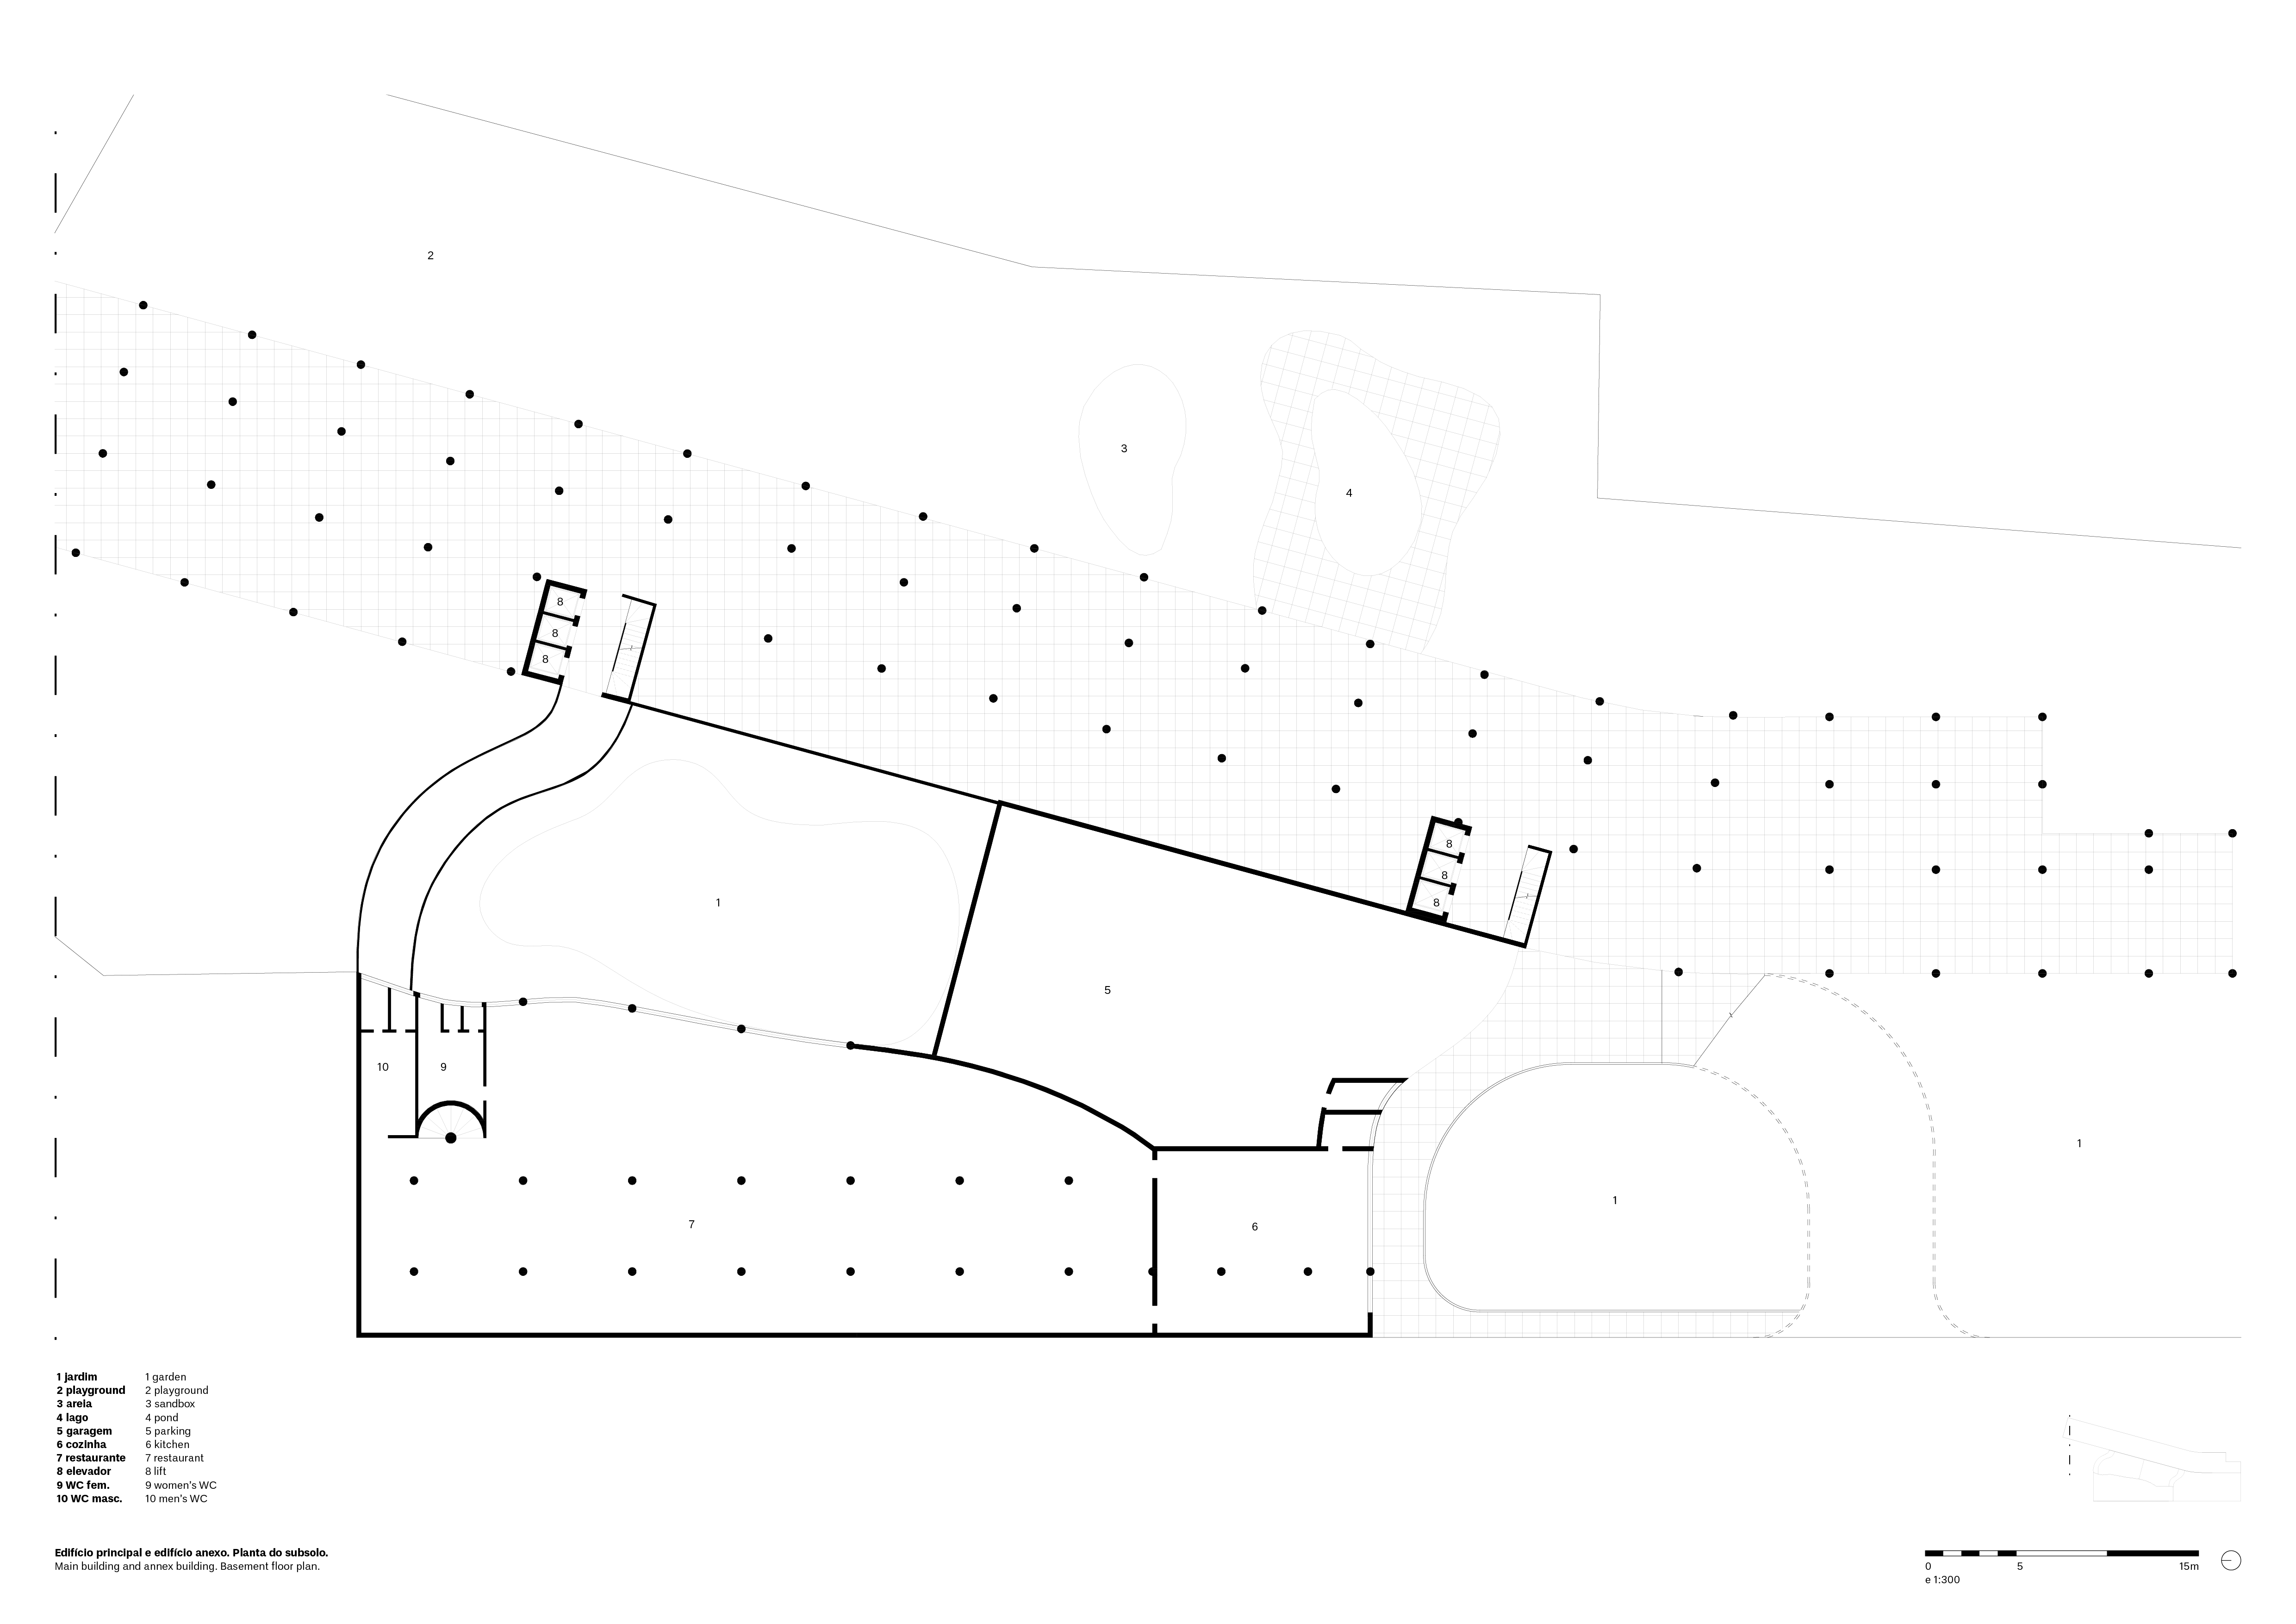 2
3
4
8
8
8
8
8
8
1
5
10
9
1
1
7
6
1 jardim 1 garden
2 playground 2 playground
3 areia 3 sandbox
4 lago 4 pond
5 garagem 5 parking
6 cozinha 6 kitchen
7 restaurante 7 restaurant
8 elevador 8 lift
9 WC fem. 9 women's WC
10 WC masc. 10 men's WC
Edifício principal e edifício anexo. Planta do subsolo.
Main building and annex building. Basement floor plan.
0 5 15m
e 1:300